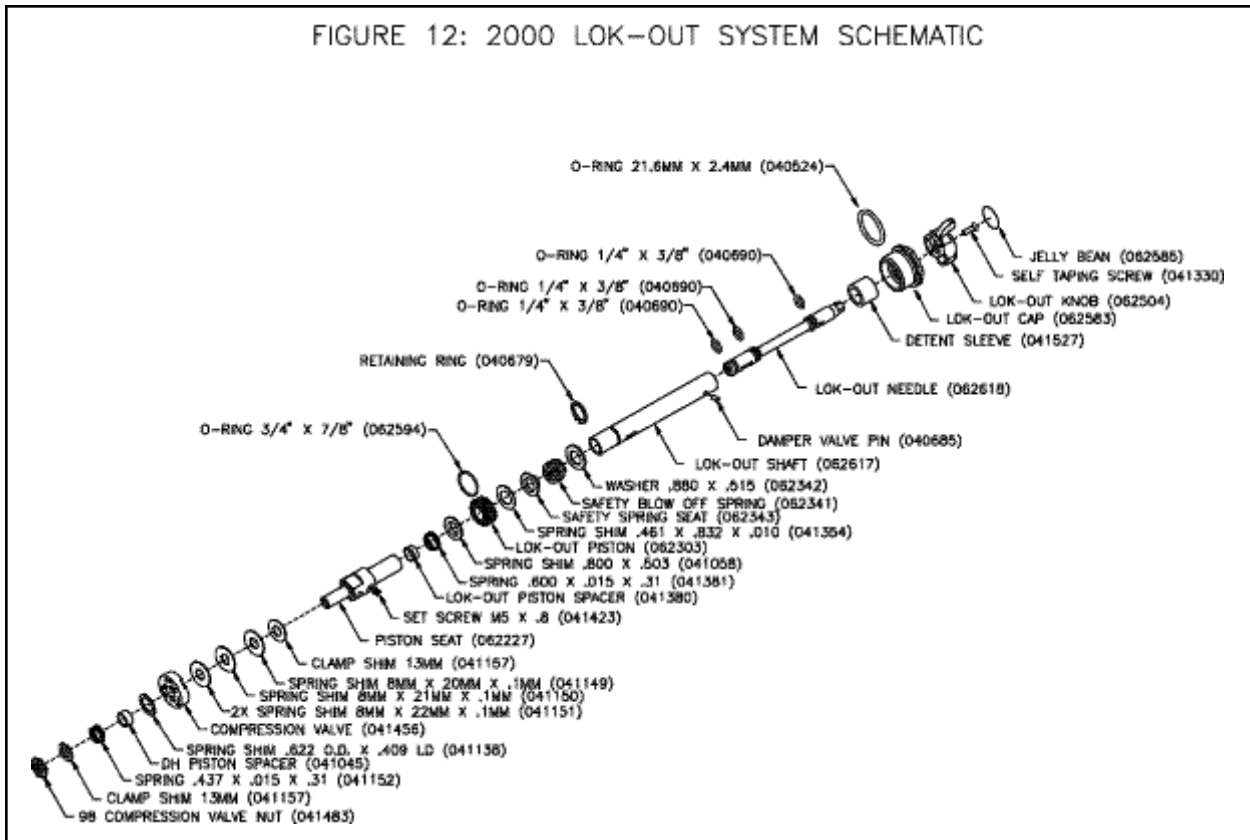 FIGURE 12: 2000 LOK-OUT SYSTEM SCHEMATIC
O-RING 21.6MM X 2.4MM (040524)
O-RING 1/4" X 3/8" (040690)
O-RING 1/4" X 3/8" (040690)
O-RING 1/4" X 3/8" (040690)
RETAINING RING (040679)
O-RING 3/4" X 7/8" (062594)
JELLY BEAN (062585)
SELF TAPING SCREW (041330)
LOK-OUT KNOB (062504)
LOK-OUT CAP (062583)
DETENT SLEEVE (041527)
LOK-OUT NEEDLE (062618)
DAMPER VALVE PIN (040685)
LOK-OUT SHAFT (062617)
WASHER .880 X .515 (062342)
SAFETY BLOW OFF SPRING (062341)
SAFETY SPRING SEAT (062343)
SPRING SHIM .461 X .832 X .010 (041354)
LOK-OUT PISTON (062303)
SPRING SHIM .800 X .503 (041058)
SPRING .600 X .015 X .31 (041381)
LOK-OUT PISTON SPACER (041380)
SET SCREW M5 X .8 (041423)
PISTON SEAT (062227)
CLAMP SHIM 13MM (041157)
SPRING SHIM 8MM X 20MM X .1MM (041149)
SPRING SHIM 8MM X 21MM X .1MM (041150)
2X SPRING SHIM 8MM X 22MM X .1MM (041151)
COMPRESSION VALVE (041456)
SPRING SHIM .622 O.D. X .409 I.D (041138)
DH PISTON SPACER (041045)
SPRING .437 X .015 X .31 (041152)
CLAMP SHIM 13MM (041157)
98 COMPRESSION VALVE NUT (041483)